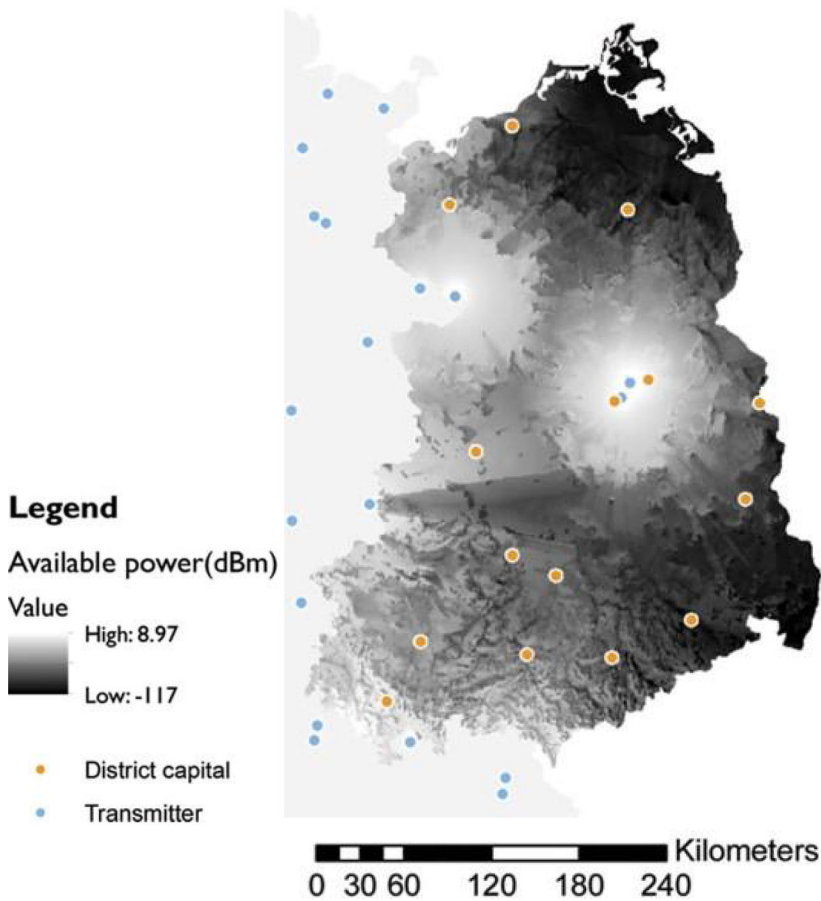 Legend
Available power(dBm)
Value
High: 8.97
Low: -117
District capital
Transmitter
Kilometers
0 30 60 120 180 240